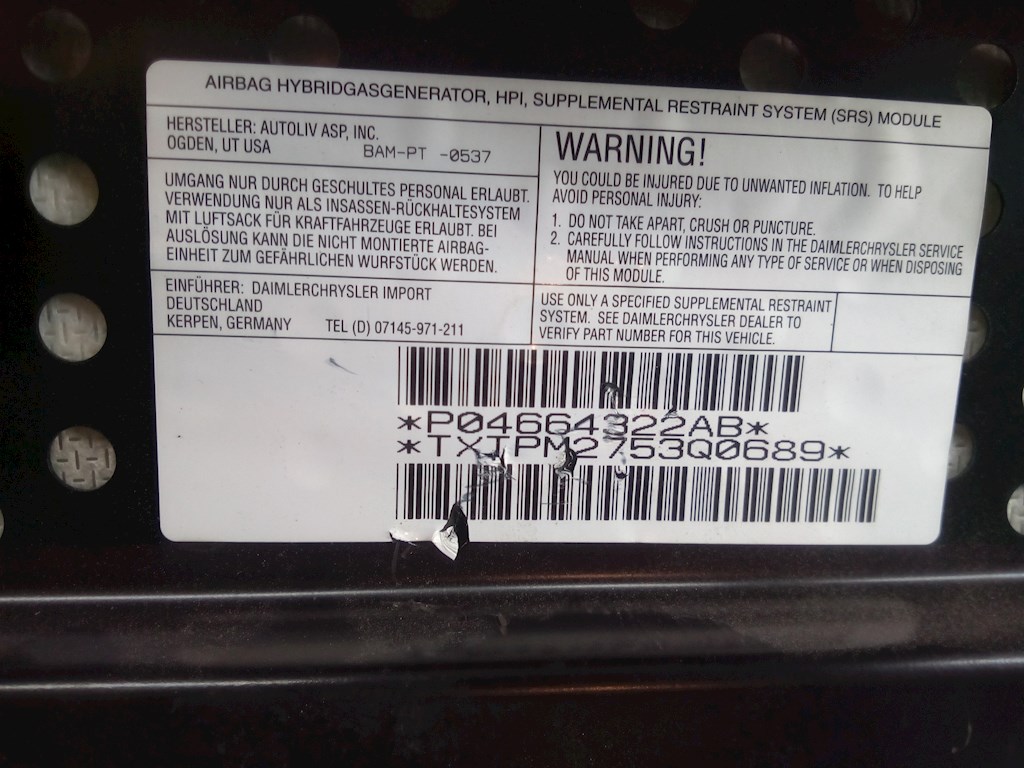 AIRBAG HYBRIDGASGENERATOR, HPI, SUPPLEMENTAL RESTRAINT SYSTEM (SRS) MODULE
HERSTELLER: AUTOLIV ASP, INC.
OGDEN, UT USA BAM-PT -0537
UMGANG NUR DURCH GESCHULTES PERSONAL ERLAUBT.
VERWENDUNG NUR ALS INSASSEN-RÜCKHALTESYSTEM
MIT LUFTSACK FÜR KRAFTFAHRZEUGE ERLAUBT. BEI
AUSLÖSUNG KANN DIE NICHT MONTIERTE AIRBAG-
EINHEIT ZUM GEFÄHRLICHEN WURFSTÜCK WERDEN.
EINFÜHRER: DAIMLERCHRYSLER IMPORT
DEUTSCHLAND
KERPEN, GERMANY TEL (D) 07145-971-211
WARNING!
YOU COULD BE INJURED DUE TO UNWANTED INFLATION. TO HELP
AVOID PERSONAL INJURY:
1. DO NOT TAKE APART, CRUSH OR PUNCTURE.
2. CAREFULLY FOLLOW INSTRUCTIONS IN THE DAIMLERCHRYSLER SERVICE
MANUAL WHEN PERFORMING ANY TYPE OF SERVICE OR WHEN DISPOSING
OF THIS MODULE.
USE ONLY A SPECIFIED SUPPLEMENTAL RESTRAINT
SYSTEM. SEE DAIMLERCHRYSLER DEALER TO
VERIFY PART NUMBER FOR THIS VEHICLE.
*P04664322AB*
*TXTPM2753Q0689*